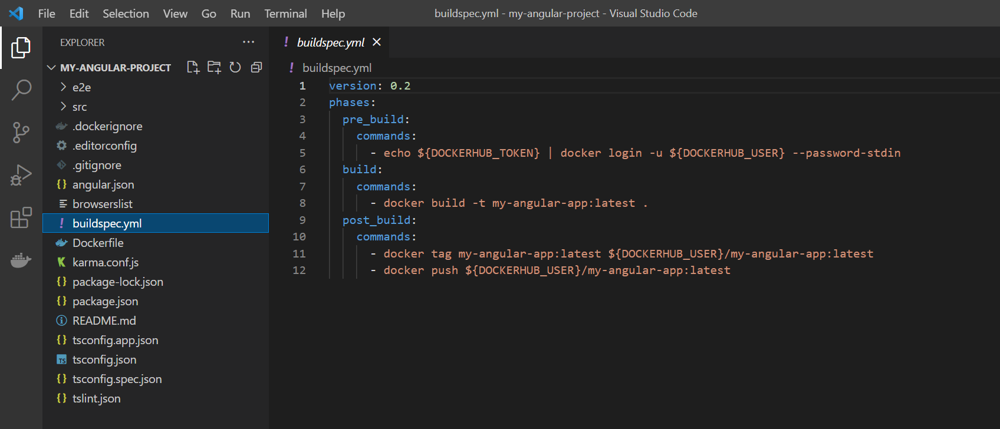 File Edit Selection View Go Run Terminal Help
buildspec.yml - my-angular-project - Visual Studio Code
EXPLORER
MY-ANGULAR-PROJECT
e2e
src
.dockerignore
.editorconfig
.gitignore
{} angular.json
browserslist
! buildspec.yml
Dockerfile
karma.conf.js
{} package-lock.json
{} package.json
README.md
{} tsconfig.app.json
TS tsconfig.json
{} tsconfig.spec.json
{} tslint.json
! buildspec.yml
! buildspec.yml
1 version: 0.2
2 phases:
3   pre_build:
4     commands:
5       - echo ${DOCKERHUB_TOKEN} | docker login -u ${DOCKERHUB_USER} --password-stdin
6   build:
7     commands:
8       - docker build -t my-angular-app:latest .
9   post_build:
10     commands:
11       - docker tag my-angular-app:latest ${DOCKERHUB_USER}/my-angular-app:latest
12       - docker push ${DOCKERHUB_USER}/my-angular-app:latest